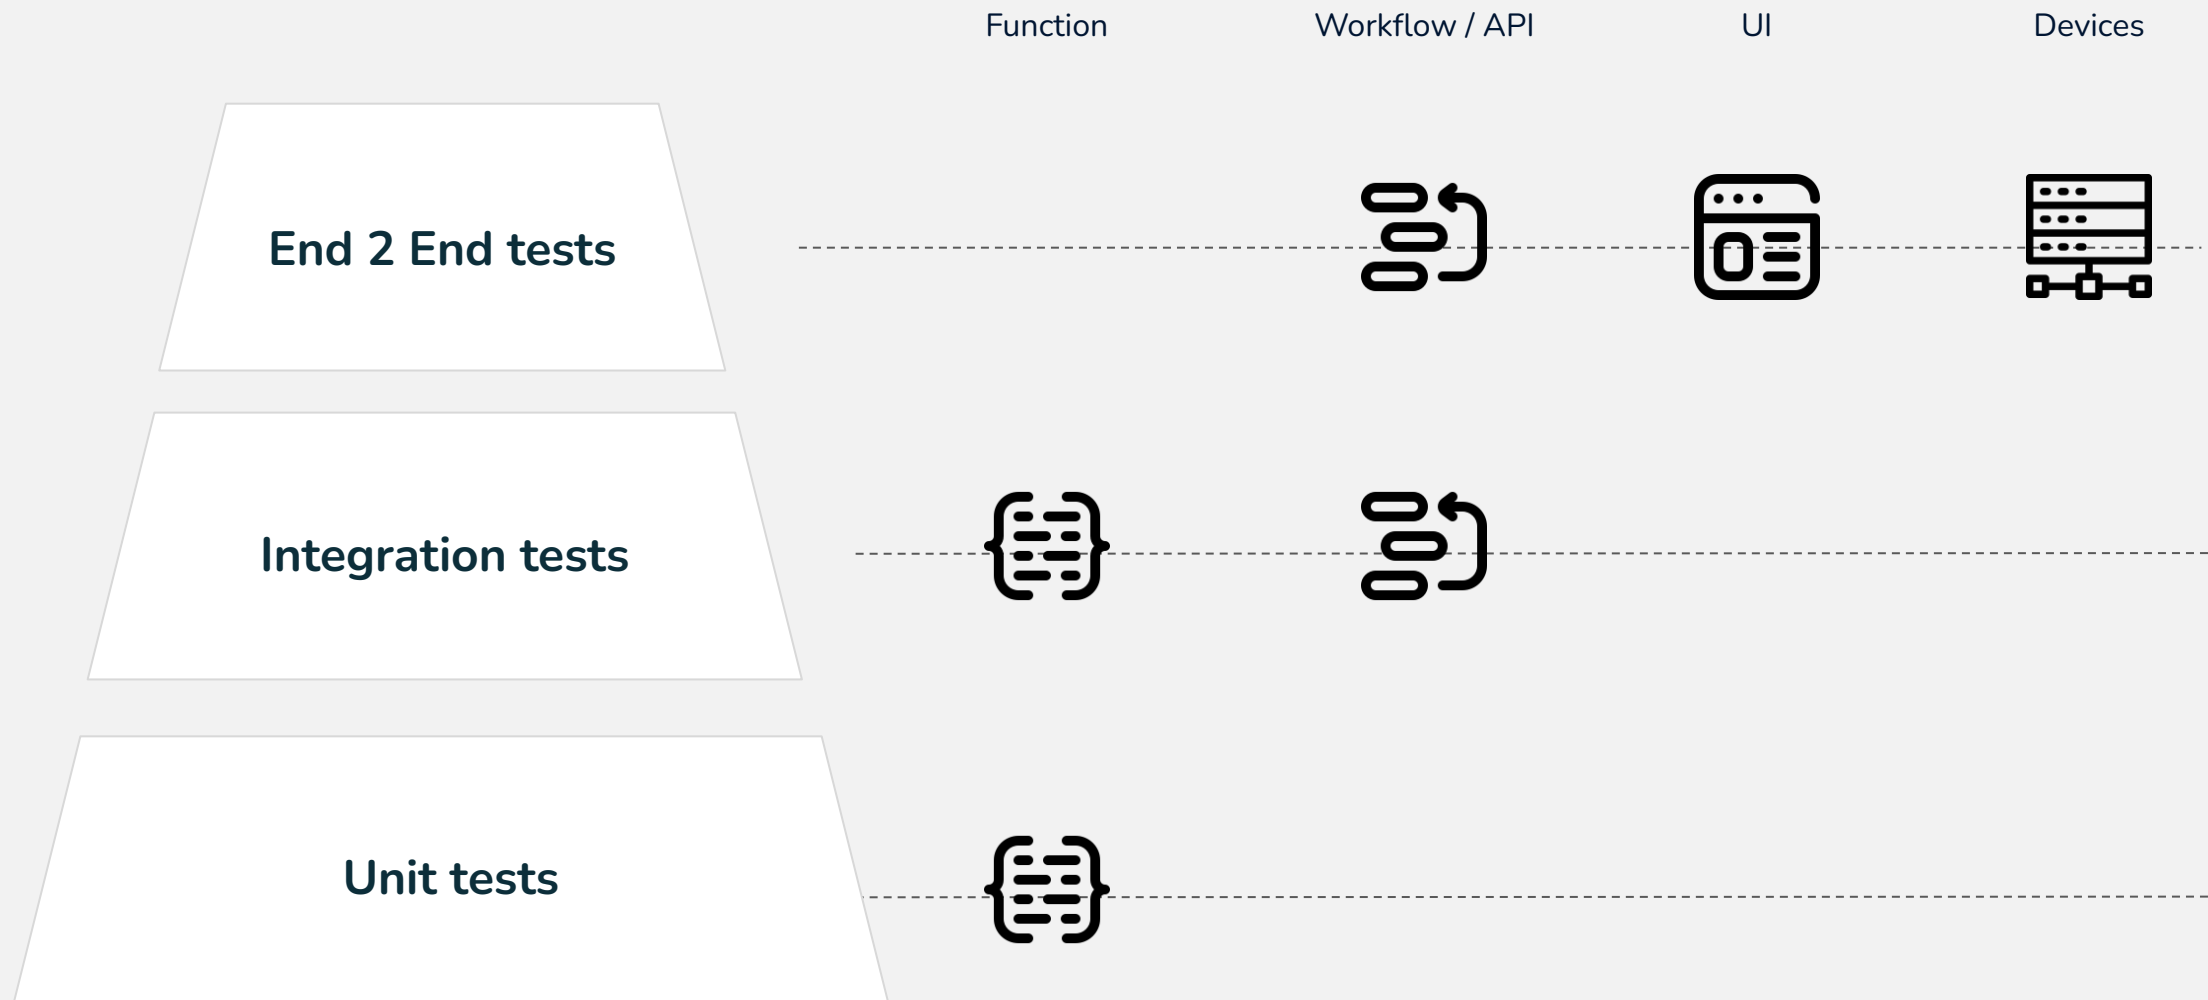 Function
Workflow / API
UI
Devices
End 2 End tests
Integration tests
Unit tests